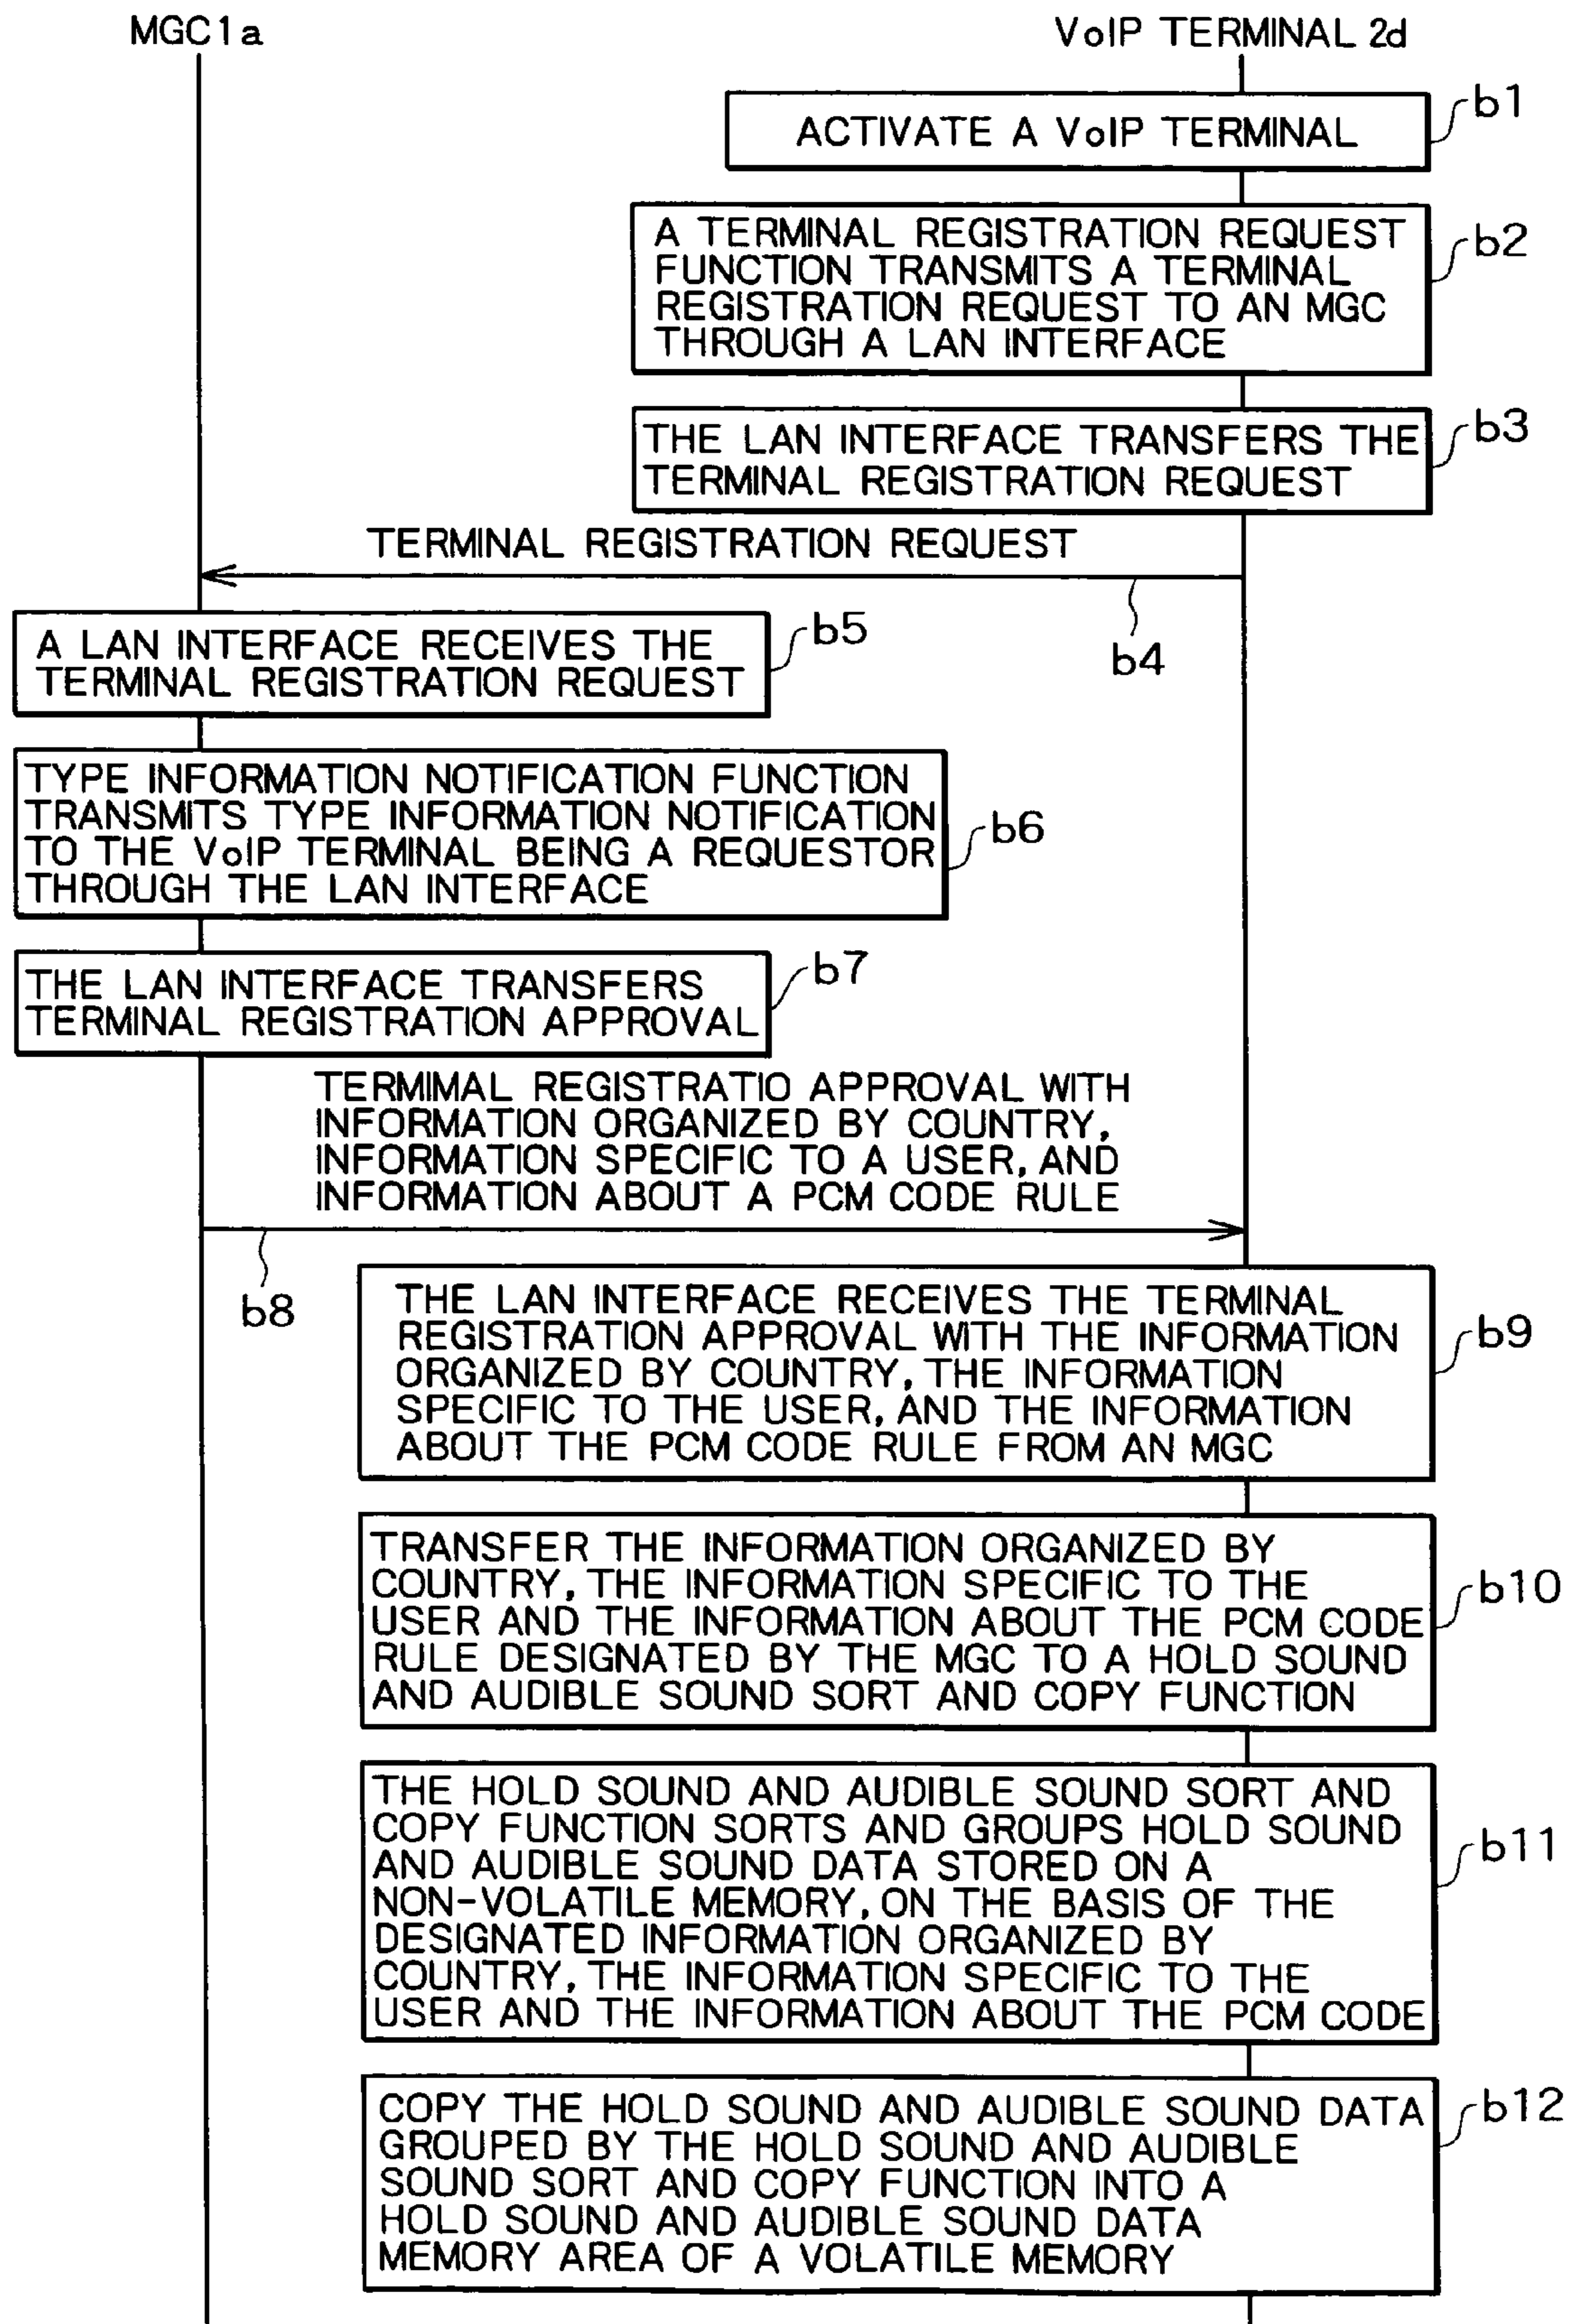 MGC1a
VoIP TERMINAL 2d
ACTIVATE A VoIP TERMINAL
b1
A TERMINAL REGISTRATION REQUEST
FUNCTION TRANSMITS A TERMINAL
REGISTRATION REQUEST TO AN MGC
THROUGH A LAN INTERFACE
b2
THE LAN INTERFACE TRANSFERS THE
TERMINAL REGISTRATION REQUEST
b3
TERMINAL REGISTRATION REQUEST
b4
A LAN INTERFACE RECEIVES THE
TERMINAL REGISTRATION REQUEST
b5
TYPE INFORMATION NOTIFICATION FUNCTION
TRANSMITS TYPE INFORMATION NOTIFICATION
TO THE VoIP TERMINAL BEING A REQUESTOR
THROUGH THE LAN INTERFACE
b6
THE LAN INTERFACE TRANSFERS
TERMINAL REGISTRATION APPROVAL
b7
TERMIMAL REGISTRATIO APPROVAL WITH
INFORMATION ORGANIZED BY COUNTRY,
INFORMATION SPECIFIC TO A USER, AND
INFORMATION ABOUT A PCM CODE RULE
b8
THE LAN INTERFACE RECEIVES THE TERMINAL
REGISTRATION APPROVAL WITH THE INFORMATION
ORGANIZED BY COUNTRY, THE INFORMATION
SPECIFIC TO THE USER, AND THE INFORMATION
ABOUT THE PCM CODE RULE FROM AN MGC
b9
TRANSFER THE INFORMATION ORGANIZED BY
COUNTRY, THE INFORMATION SPECIFIC TO THE
USER AND THE INFORMATION ABOUT THE PCM CODE
RULE DESIGNATED BY THE MGC TO A HOLD SOUND
AND AUDIBLE SOUND SORT AND COPY FUNCTION
b10
THE HOLD SOUND AND AUDIBLE SOUND SORT AND
COPY FUNCTION SORTS AND GROUPS HOLD SOUND
AND AUDIBLE SOUND DATA STORED ON A
NON-VOLATILE MEMORY, ON THE BASIS OF THE
DESIGNATED INFORMATION ORGANIZED BY
COUNTRY, THE INFORMATION SPECIFIC TO THE
USER AND THE INFORMATION ABOUT THE PCM CODE
b11
COPY THE HOLD SOUND AND AUDIBLE SOUND DATA
GROUPED BY THE HOLD SOUND AND AUDIBLE
SOUND SORT AND COPY FUNCTION INTO A
HOLD SOUND AND AUDIBLE SOUND DATA
MEMORY AREA OF A VOLATILE MEMORY
b12